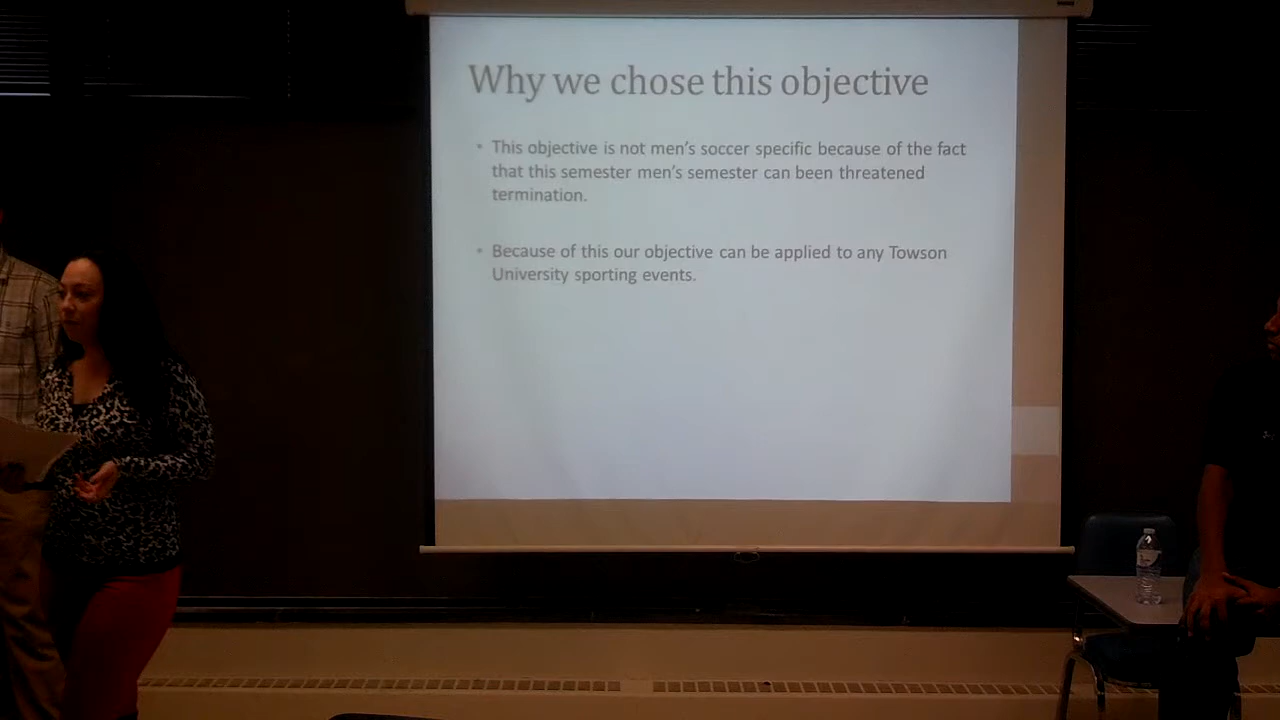 Why we chose this objective
• This objective is not men's soccer specific because of the fact
that this semester men's semester can been threatened
termination.
• Because of this our objective can be applied to any Towson
University sporting events.